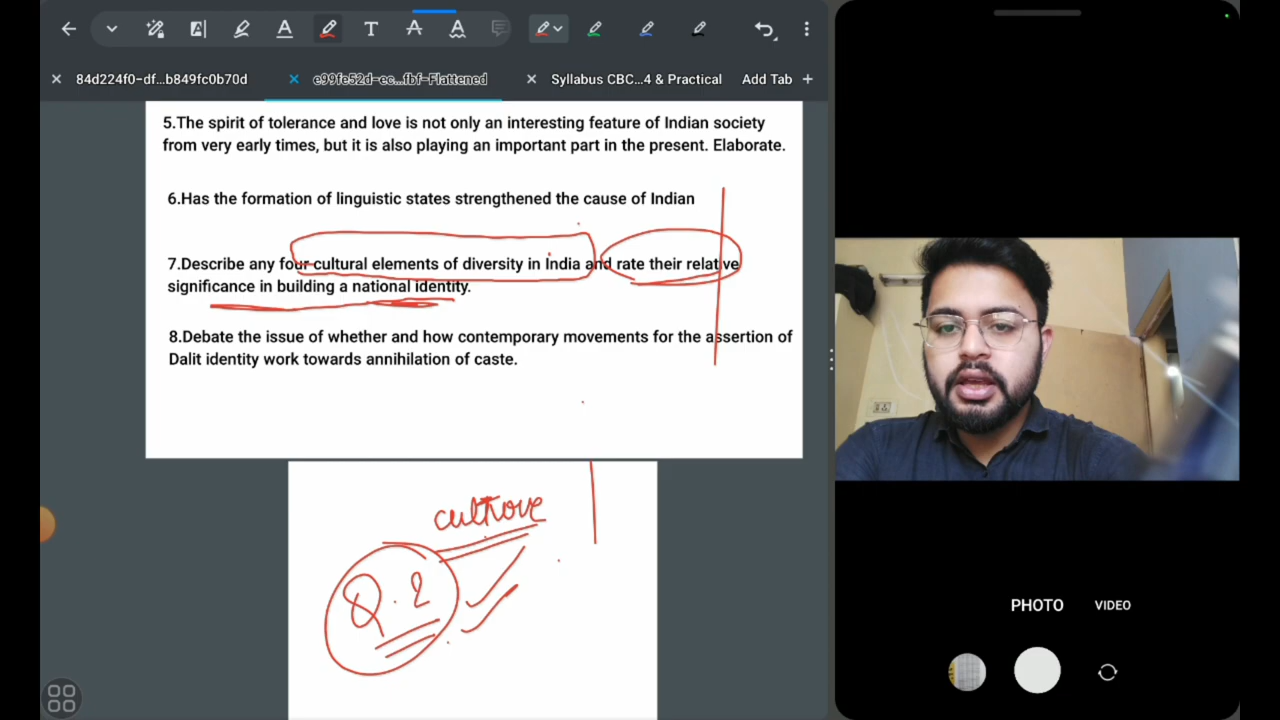 84d224f0-df...b849fc0b70d
e99fe52d-ec...fbf-Flattened
Syllabus CBC...4 & Practical
Add Tab +
5.The spirit of tolerance and love is not only an interesting feature of Indian society
from very early times, but it is also playing an important part in the present. Elaborate.
6.Has the formation of linguistic states strengthened the cause of Indian
7.Describe any four cultural elements of diversity in India and rate their relative
significance in building a national identity.
8.Debate the issue of whether and how contemporary movements for the assertion of
Dalit identity work towards annihilation of caste.
culture
Q.2
PHOTO
VIDEO